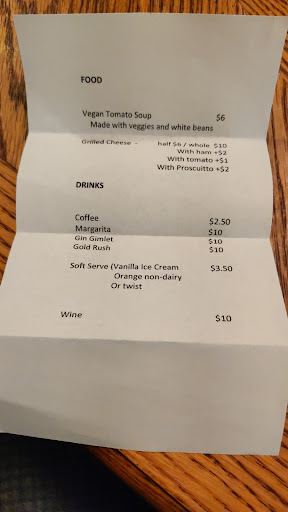 FOOD
Vegan Tomato Soup $6
Made with veggies and white beans
Grilled Cheese - half $6 / whole $10
With ham +$2
With tomato +$1
With Proscuitto +$2
DRINKS
Coffee $2.50
Margarita $10
Gin Gimlet $10
Gold Rush $10
Soft Serve (Vanilla Ice Cream $3.50
Orange non-dairy
Or twist
Wine $10